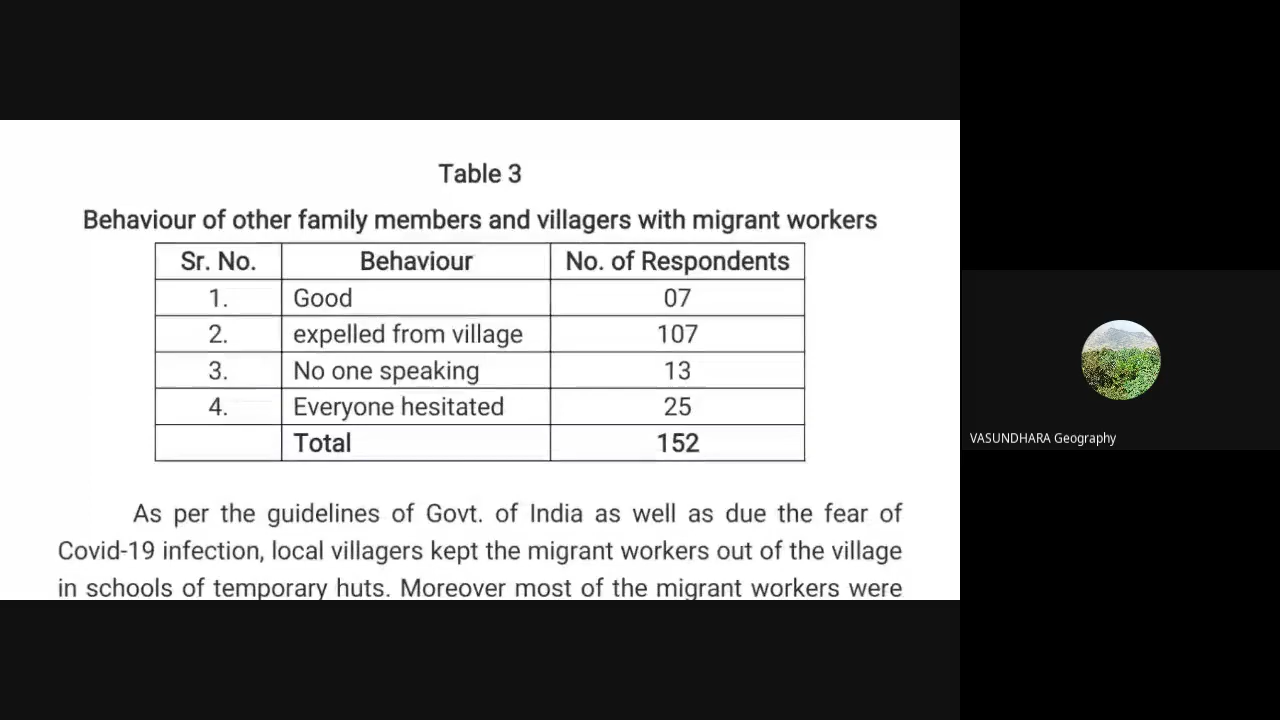 Table 3
Behaviour of other family members and villagers with migrant workers
Sr. No. Behaviour No. of Respondents
1. Good 07
2. expelled from village 107
3. No one speaking 13
4. Everyone hesitated 25
Total 152
As per the guidelines of Govt. of India as well as due the fear of
Covid-19 infection, local villagers kept the migrant workers out of the village
in schools of temporary huts. Moreover most of the migrant workers were
VASUNDHARA Geography